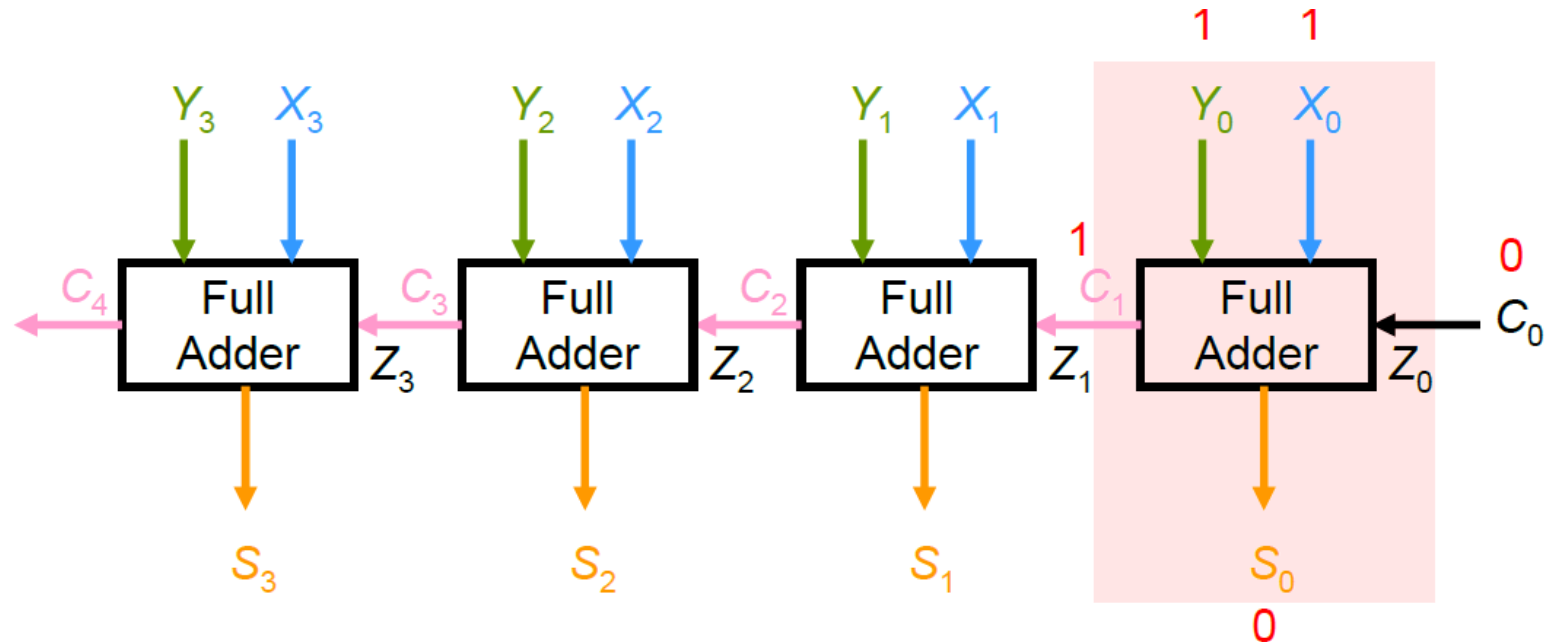 1 1
Y₃ X₃ Y₂ X₂ Y₁ X₁ Y₀ X₀
1 0
C₄ Full Adder C₃ Full Adder C₂ Full Adder C₁ Full Adder C₀
Z₃ Z₂ Z₁ Z₀
S₃ S₂ S₁ S₀
0